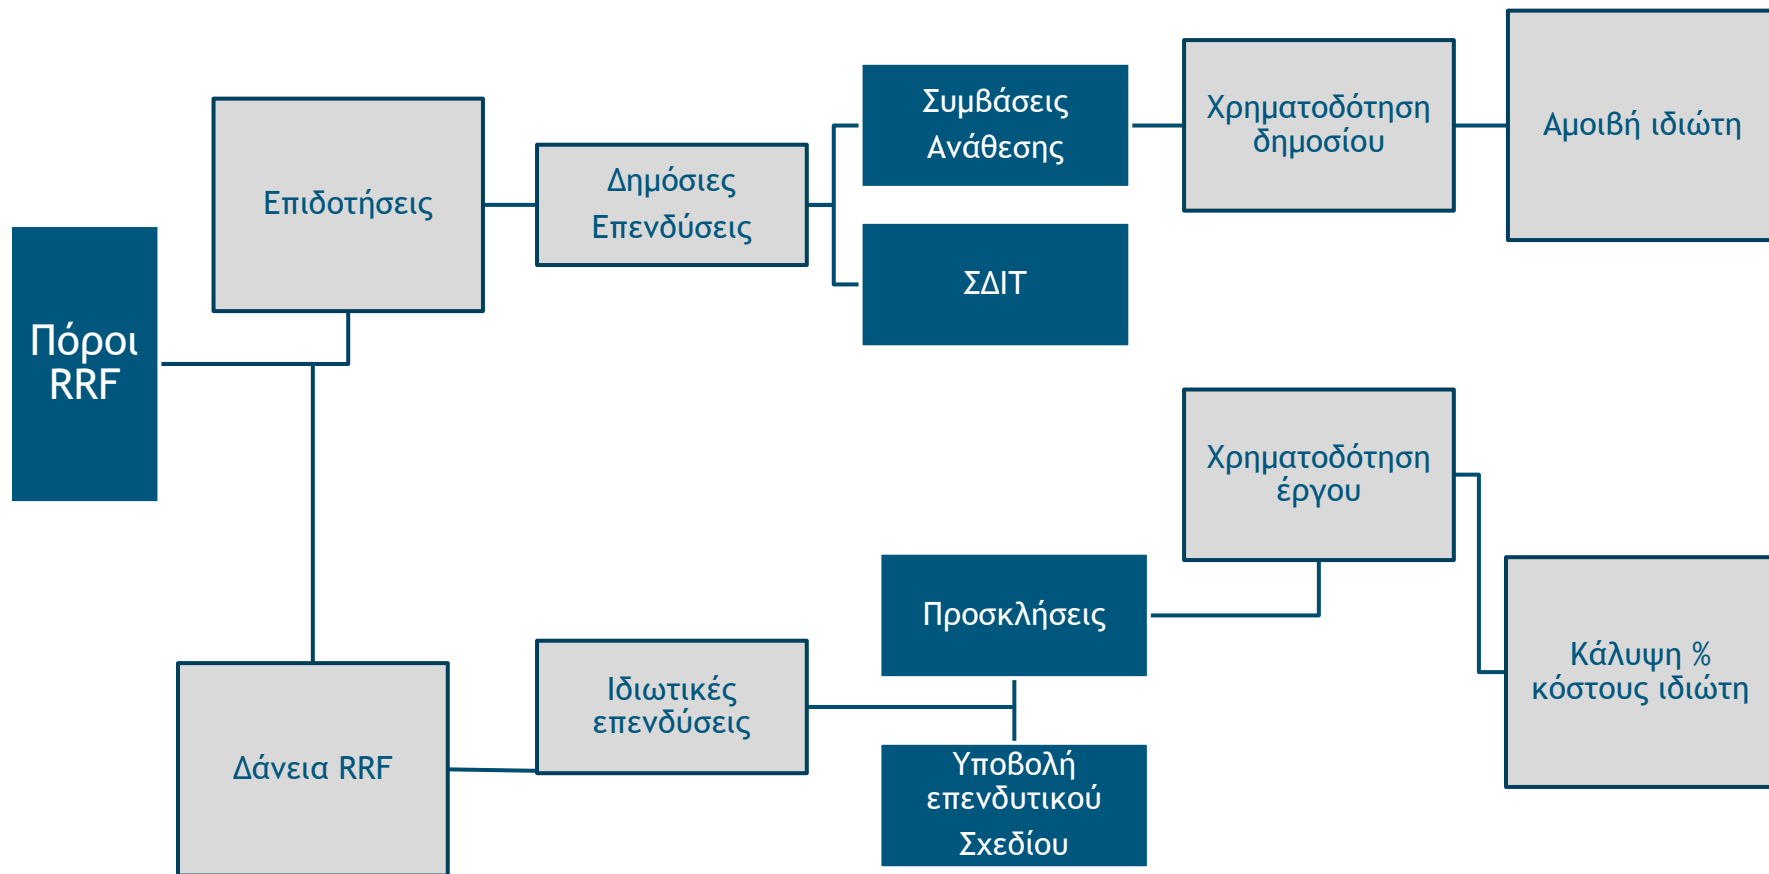 Πόροι
RRF
Επιδοτήσεις
Δημόσιες
Επενδύσεις
Συμβάσεις
Ανάθεσης
Χρηματοδότηση
δημοσίου
Αμοιβή ιδιώτη
ΣΔΙΤ
Δάνεια RRF
Ιδιωτικές
επενδύσεις
Προσκλήσεις
Χρηματοδότηση
έργου
Κάλυψη %
κόστους ιδιώτη
Υποβολή
επενδυτικού
Σχεδίου